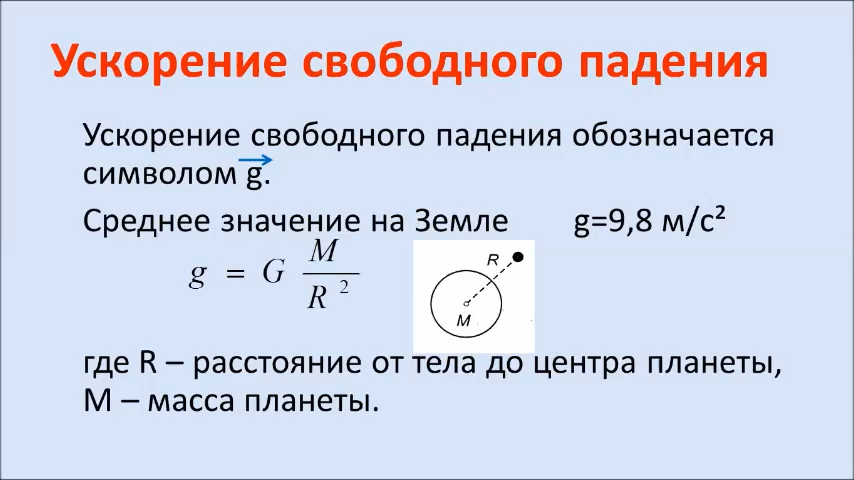 Ускорение свободного падения
Ускорение свободного падения обозначается
символом g.
Среднее значение на Земле g=9,8 м/с²
g = G M / R²
R
M
где R – расстояние от тела до центра планеты,
М – масса планеты.